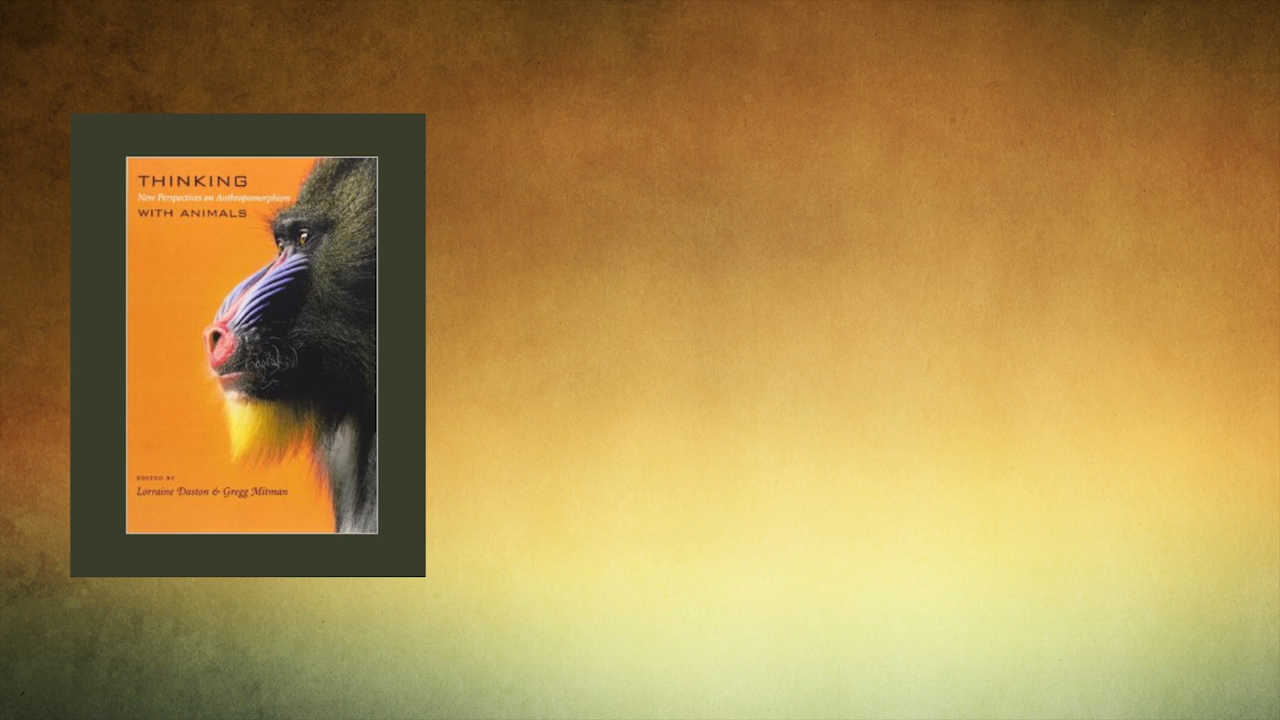 THINKING
New Perspectives on Anthropomorphism
WITH ANIMALS
EDITED BY
Lorraine Daston & Gregg Mitman